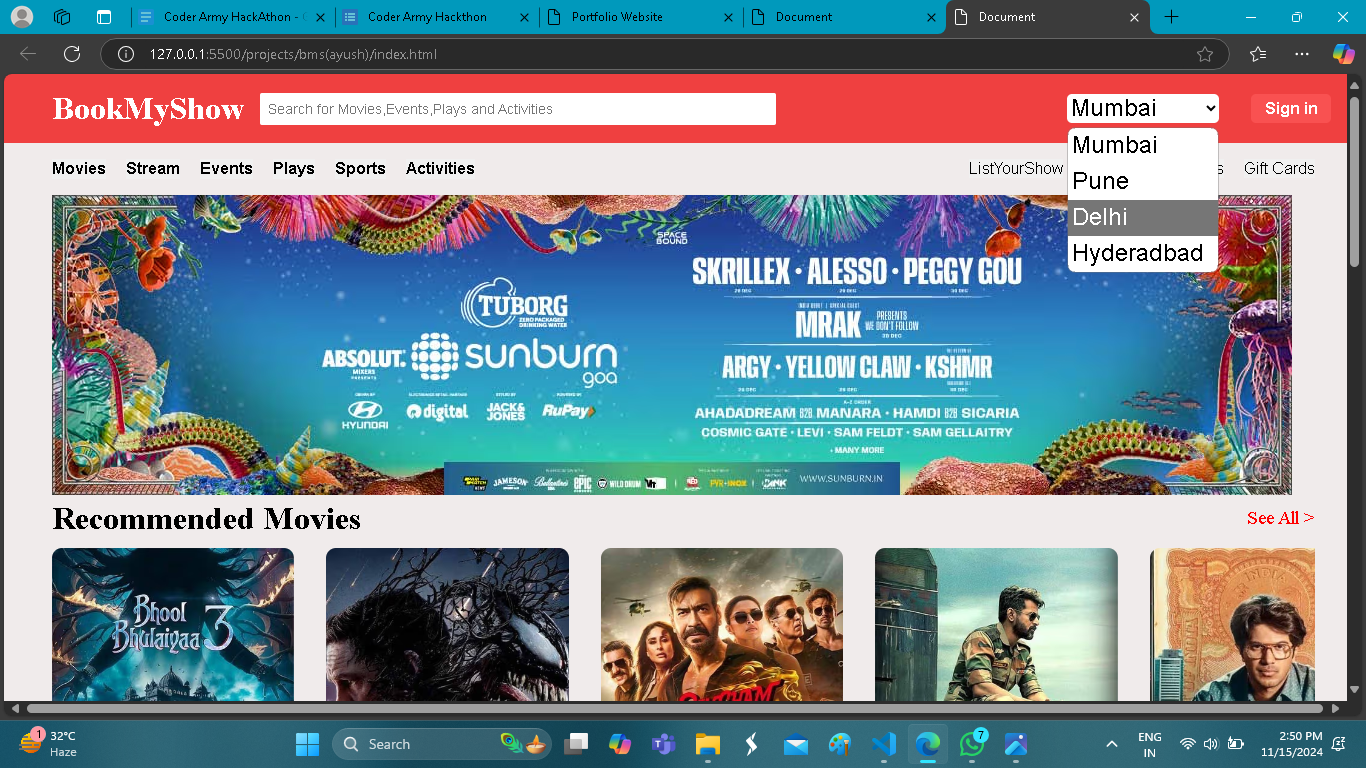 Coder Army HackAthon -
Coder Army Hackthon
Portfolio Website
Document
Document
127.0.0.1:5500/projects/bms(ayush)/index.html
BookMyShow
Search for Movies,Events,Plays and Activities
Mumbai
Sign in
Mumbai
Pune
Delhi
Hyderadbad
Movies
Stream
Events
Plays
Sports
Activities
ListYourShow
s
Gift Cards
SPACE BOUND
TUBORG
ZERO PACKAGED
DRINKING WATER
ABSOLUT.
MIXERS
PRESENTS
sunburn
goa
HYUNDAI
digital
JACK&
JONES
RuPay
SKRILLEX · ALESSO · PEGGY GOU
MRAK PRESENTS
WE DON'T FOLLOW
ARGY · YELLOW CLAW · KSHMR
AHADADREAM B2B MANARA · HAMDI B2B SICARIA
COSMIC GATE · LEVI · SAM FELDT · SAM GELLAITRY
· MANY MORE
JAMESON
Ballantine's
EPIC
WILD DRUM
PVR-INOX
WWW.SUNBURN.IN
Recommended Movies
See All >
Bhool
Bhulaiyaa 3
1
32°C
Haze
Search
7
ENG
IN
2:50 PM
11/15/2024